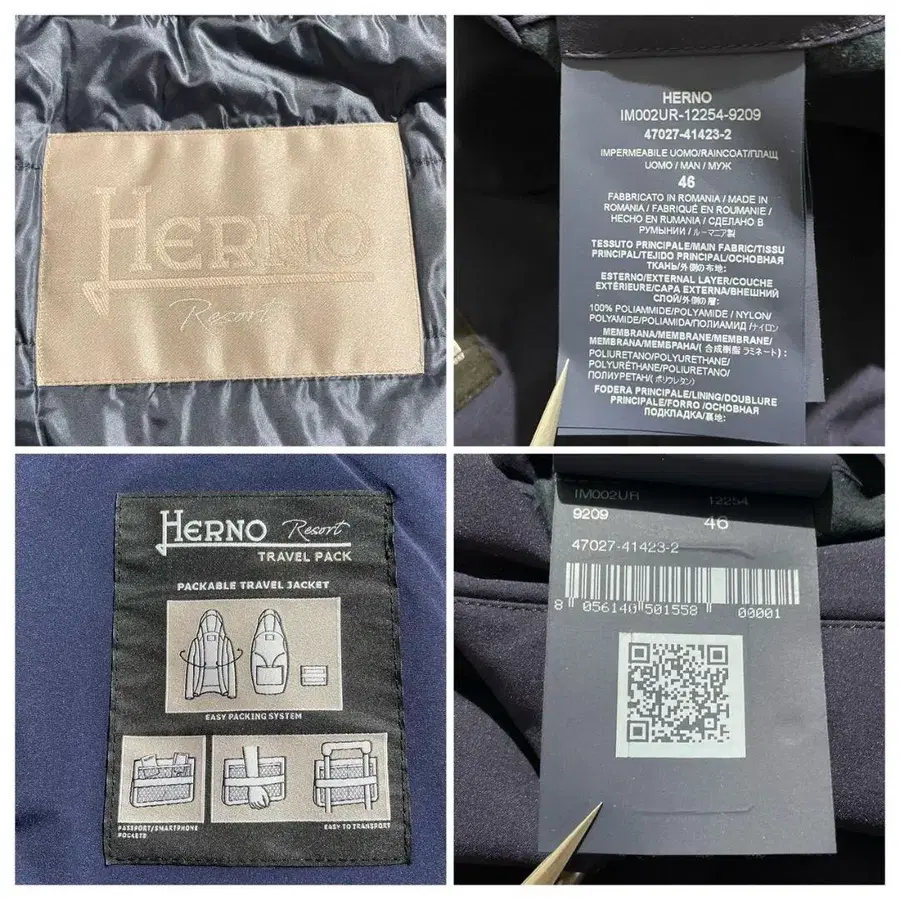 HERNO
Resort
HERNO
IM002UR-12254-9209
47027-41423-2
IMPERMEABILE UOMO/RAINCOAT/ПЛАЩ
UOMO / MAN / МУЖ
46
FABBRICATO IN ROMANIA / MADE IN
ROMANIA / FABRIQUÉ EN ROUMANIE /
HECHO EN RUMANIA / СДЕЛАНО В
РУМЫНИИ / ルーマニア製
TESSUTO PRINCIPALE/MAIN FABRIC/TISSU
PRINCIPAL/TEJIDO PRINCIPAL/ОСНОВНАЯ
ТКАНЬ/外側の布地:
ESTERNO/EXTERNAL LAYER/COUCHE
EXTÉRIEURE/CAPA EXTERNA/ВНЕШНИЙ
СЛОЙ/外側の層:
100% POLIAMMIDE/POLYAMIDE / NYLON/
POLYAMIDE/POLIAMIDA/ПОЛИАМИД /ナイロン
MEMBRANA/MEMBRANE/MEMBRANE/
MEMBRANA/МЕМБРАНА/( 合成樹脂 ラミネート) :
POLIURETANO/POLYURETHANE/
POLYURÉTHANE/POLIURETANO/
ПОЛИУРЕТАН/ (ポリウレタン)
FODERA PRINCIPALE/LINING/DOUBLURE
PRINCIPALE/FORRO /ОСНОВНАЯ
ПОДКЛАДКА/裏地:
HERNO Resort
TRAVEL PACK
PACKABLE TRAVEL JACKET
EASY PACKING SYSTEM
PASSPORT/SMARTPHONE
POCKETS
EASY TO TRANSPORT
IM002UR 12254
9209 46
47027-41423-2
8 056140 501558 00001